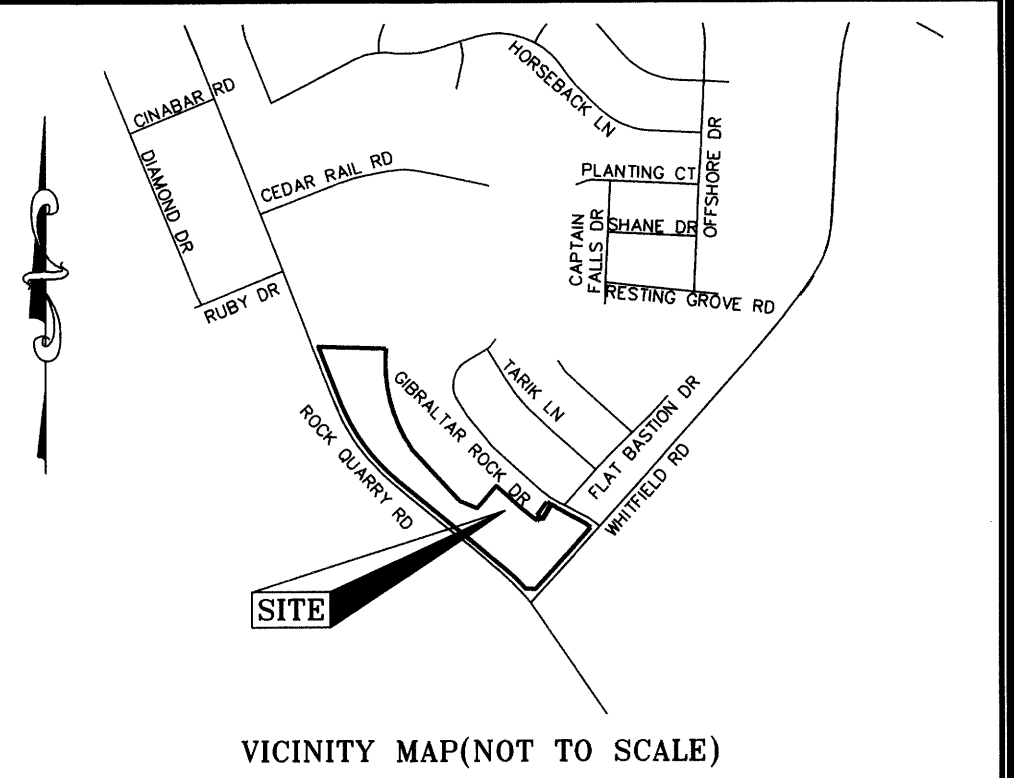 HORSEBACK LN
CINABAR RD
DIAMOND DR
CEDAR RAIL RD
PLANTING CT
OFFSHORE DR
SHANE DR
CAPTAIN
FALLS DR
RESTING GROVE RD
RUBY DR
GIBRALTAR ROCK DR
TARIK LN
FLAT BASTION DR
ROCK QUARRY RD
WHITFIELD RD
SITE
VICINITY MAP(NOT TO SCALE)